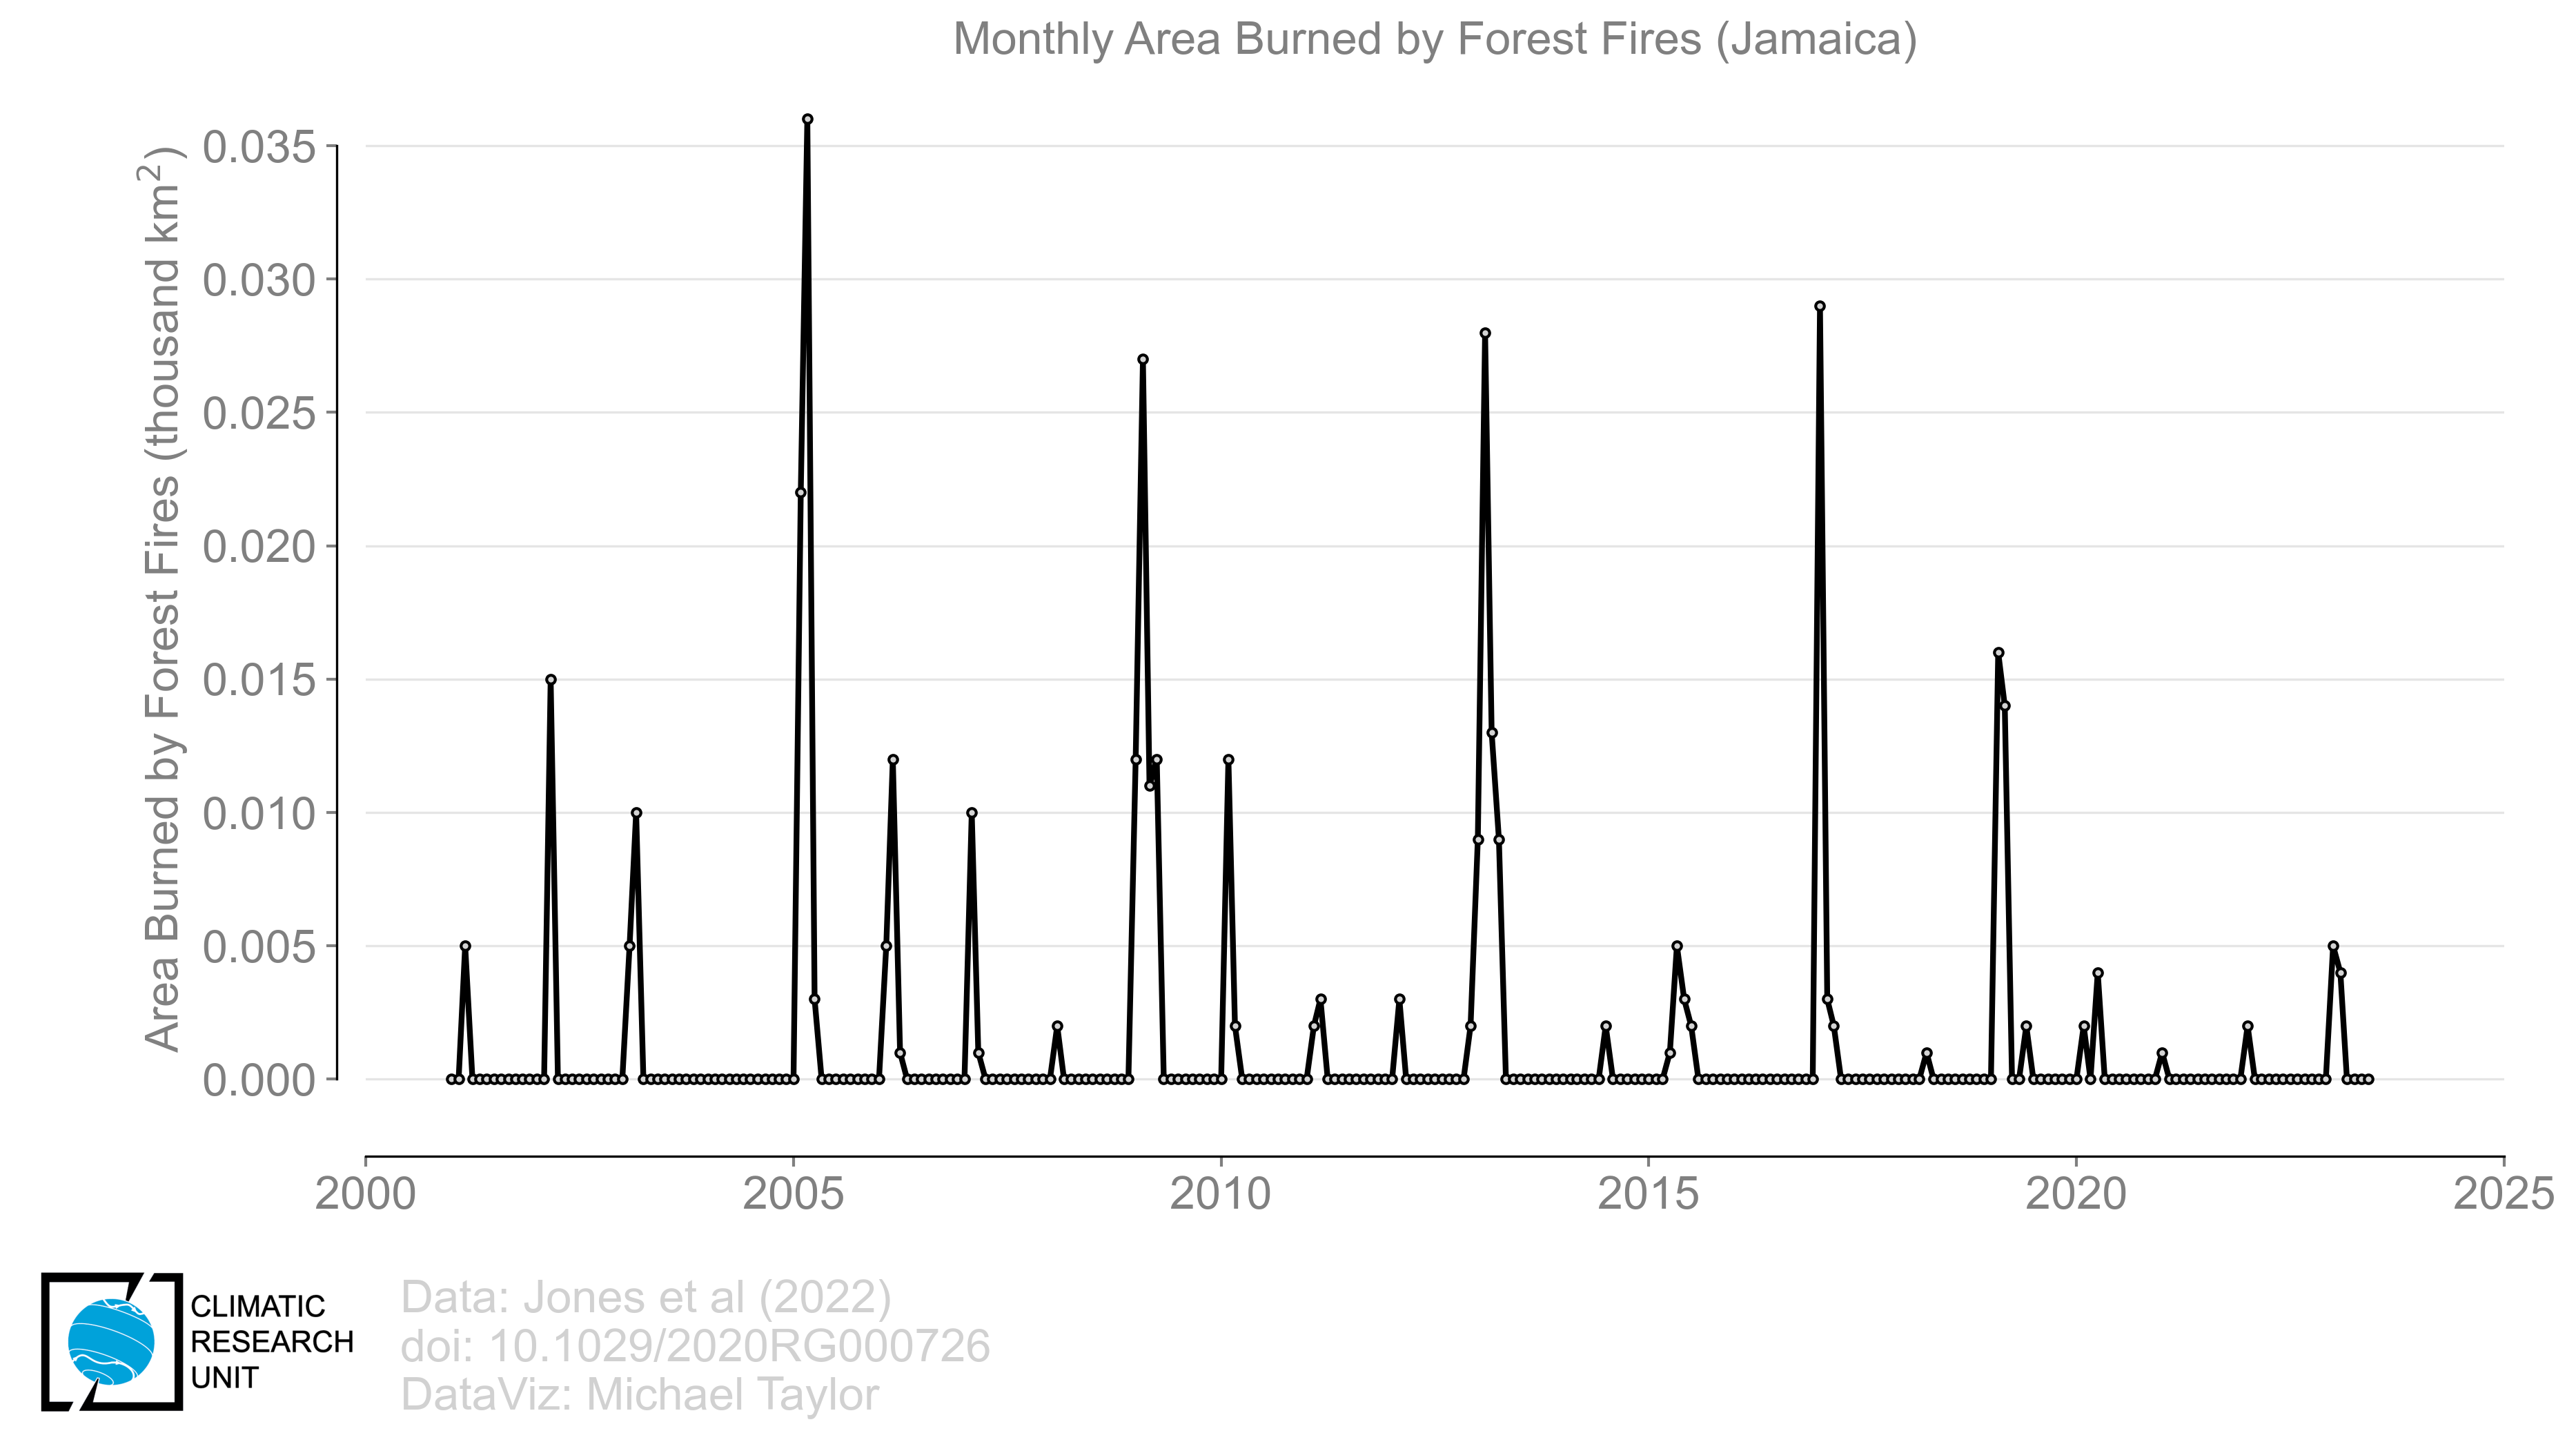 Monthly Area Burned by Forest Fires (Jamaica)
Area Burned by Forest Fires (thousand km²)
0.035
0.030
0.025
0.020
0.015
0.010
0.005
0.000
2000 2005 2010 2015 2020 2025
CLIMATIC
RESEARCH
UNIT
Data: Jones et al (2022)
doi: 10.1029/2020RG000726
DataViz: Michael Taylor